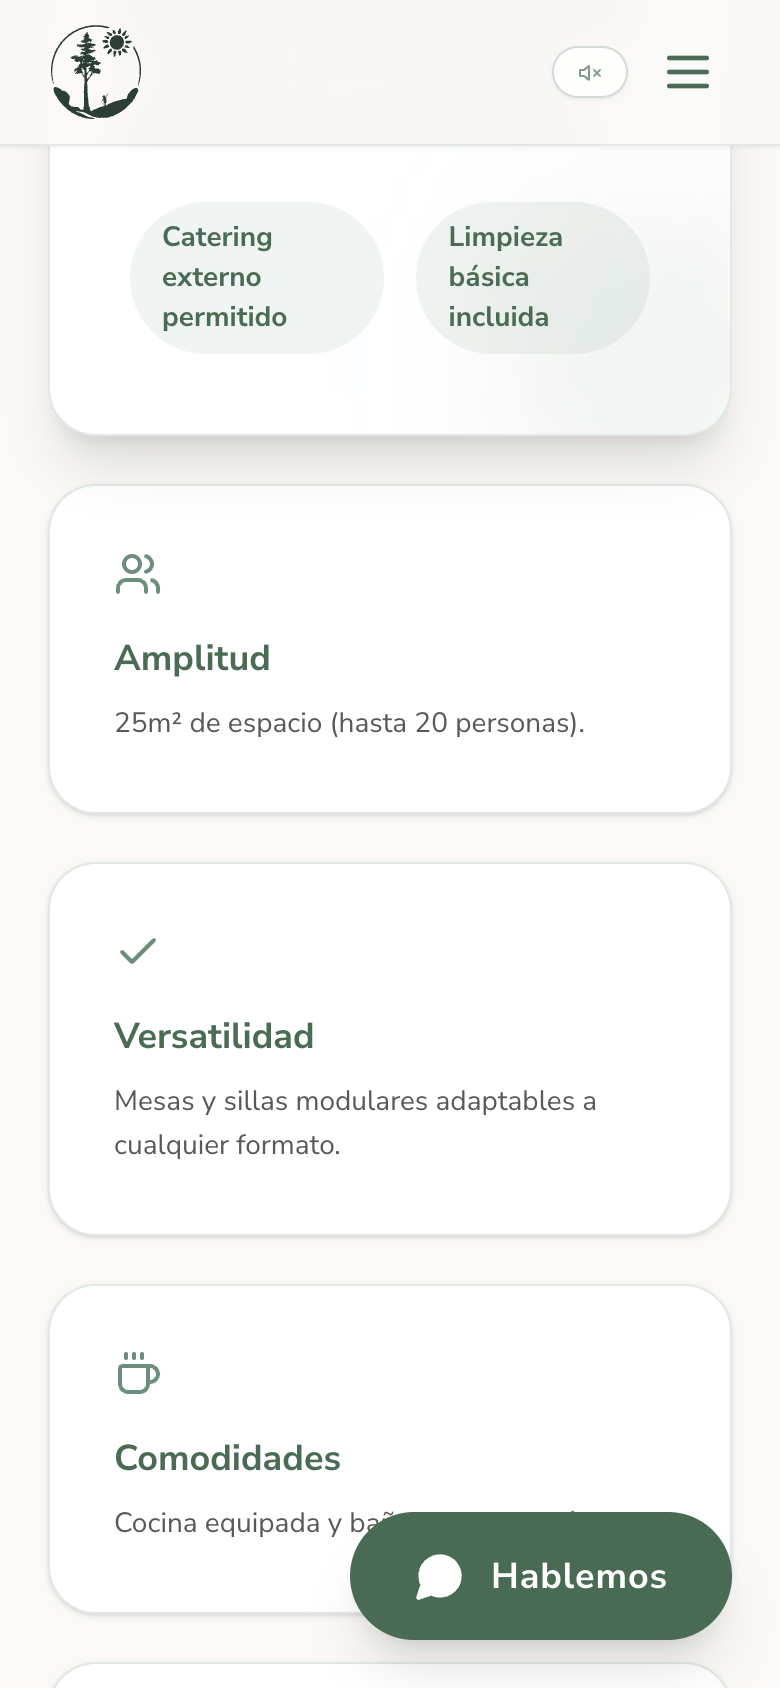 Catering
externo
permitido
Limpieza
básica
incluida
Amplitud
25m² de espacio (hasta 20 personas).
Versatilidad
Mesas y sillas modulares adaptables a
cualquier formato.
Comodidades
Cocina equipada y
Hablemos